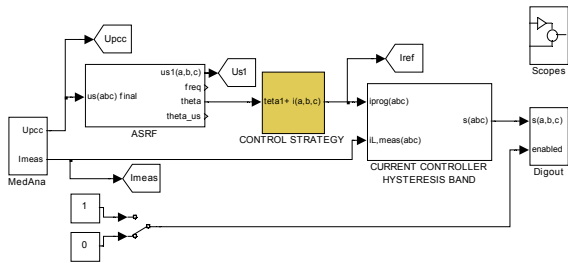 Upcc
Us1
Iref
Scopes
us(abc) final
us1(a,b,c)
freq
theta
theta_us
ASRF
teta1+ i(a,b,c)
CONTROL STRATEGY
iprog(abc)
iL,meas(abc)
s(abc)
CURRENT CONTROLLER
HYSTERESIS BAND
s(a,b,c)
enabled
Digout
Upcc
Imeas
MedAna
Imeas
1
0